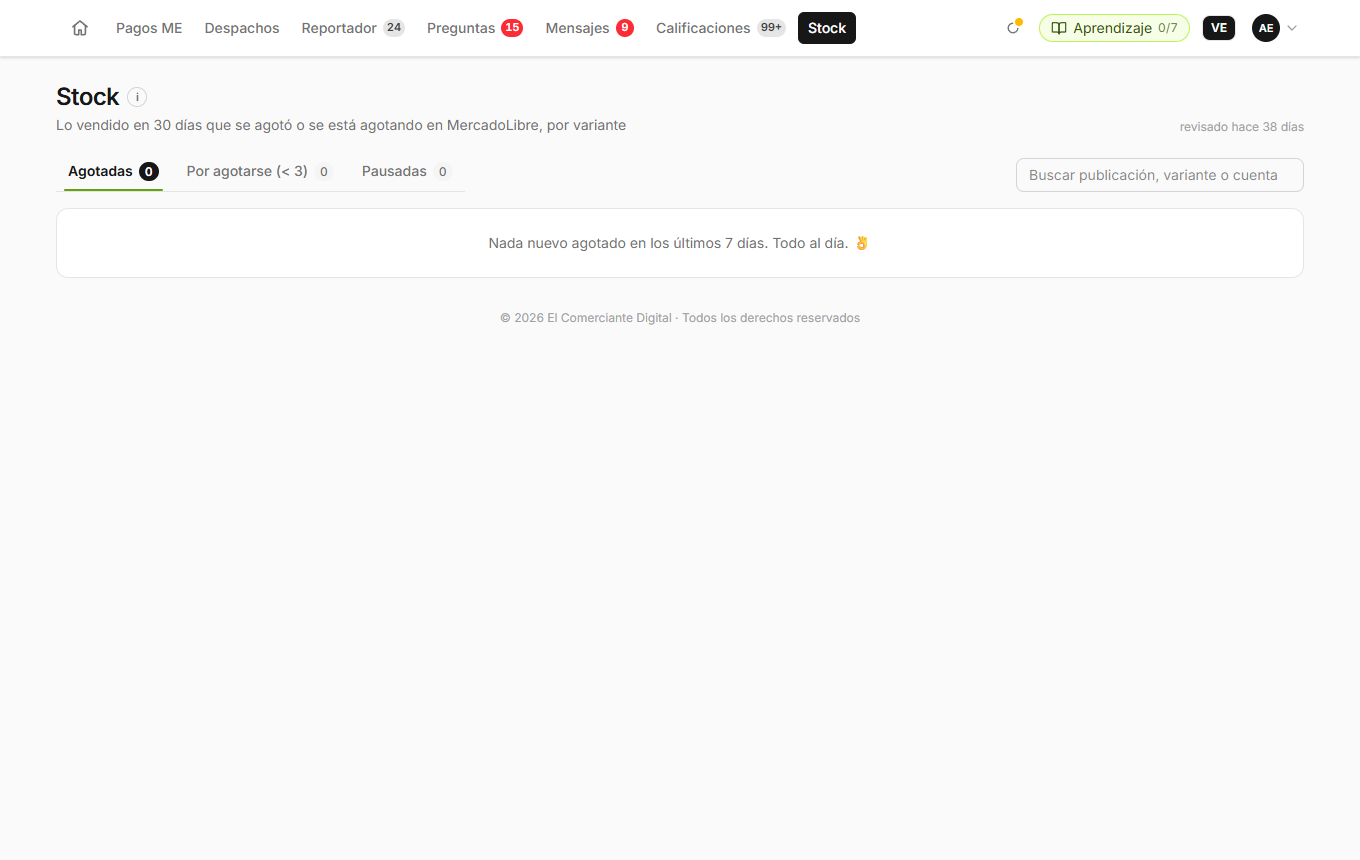 Pagos ME Despachos Reportador 24 Preguntas 15 Mensajes 9 Calificaciones 99+ Stock Aprendizaje 0/7 VE AE
Stock i
Lo vendido en 30 días que se agotó o se está agotando en MercadoLibre, por variante
revisado hace 38 días
Agotadas 0 Por agotarse (< 3) 0 Pausadas 0
Buscar publicación, variante o cuenta
Nada nuevo agotado en los últimos 7 días. Todo al día. 👌
© 2026 El Comerciante Digital · Todos los derechos reservados